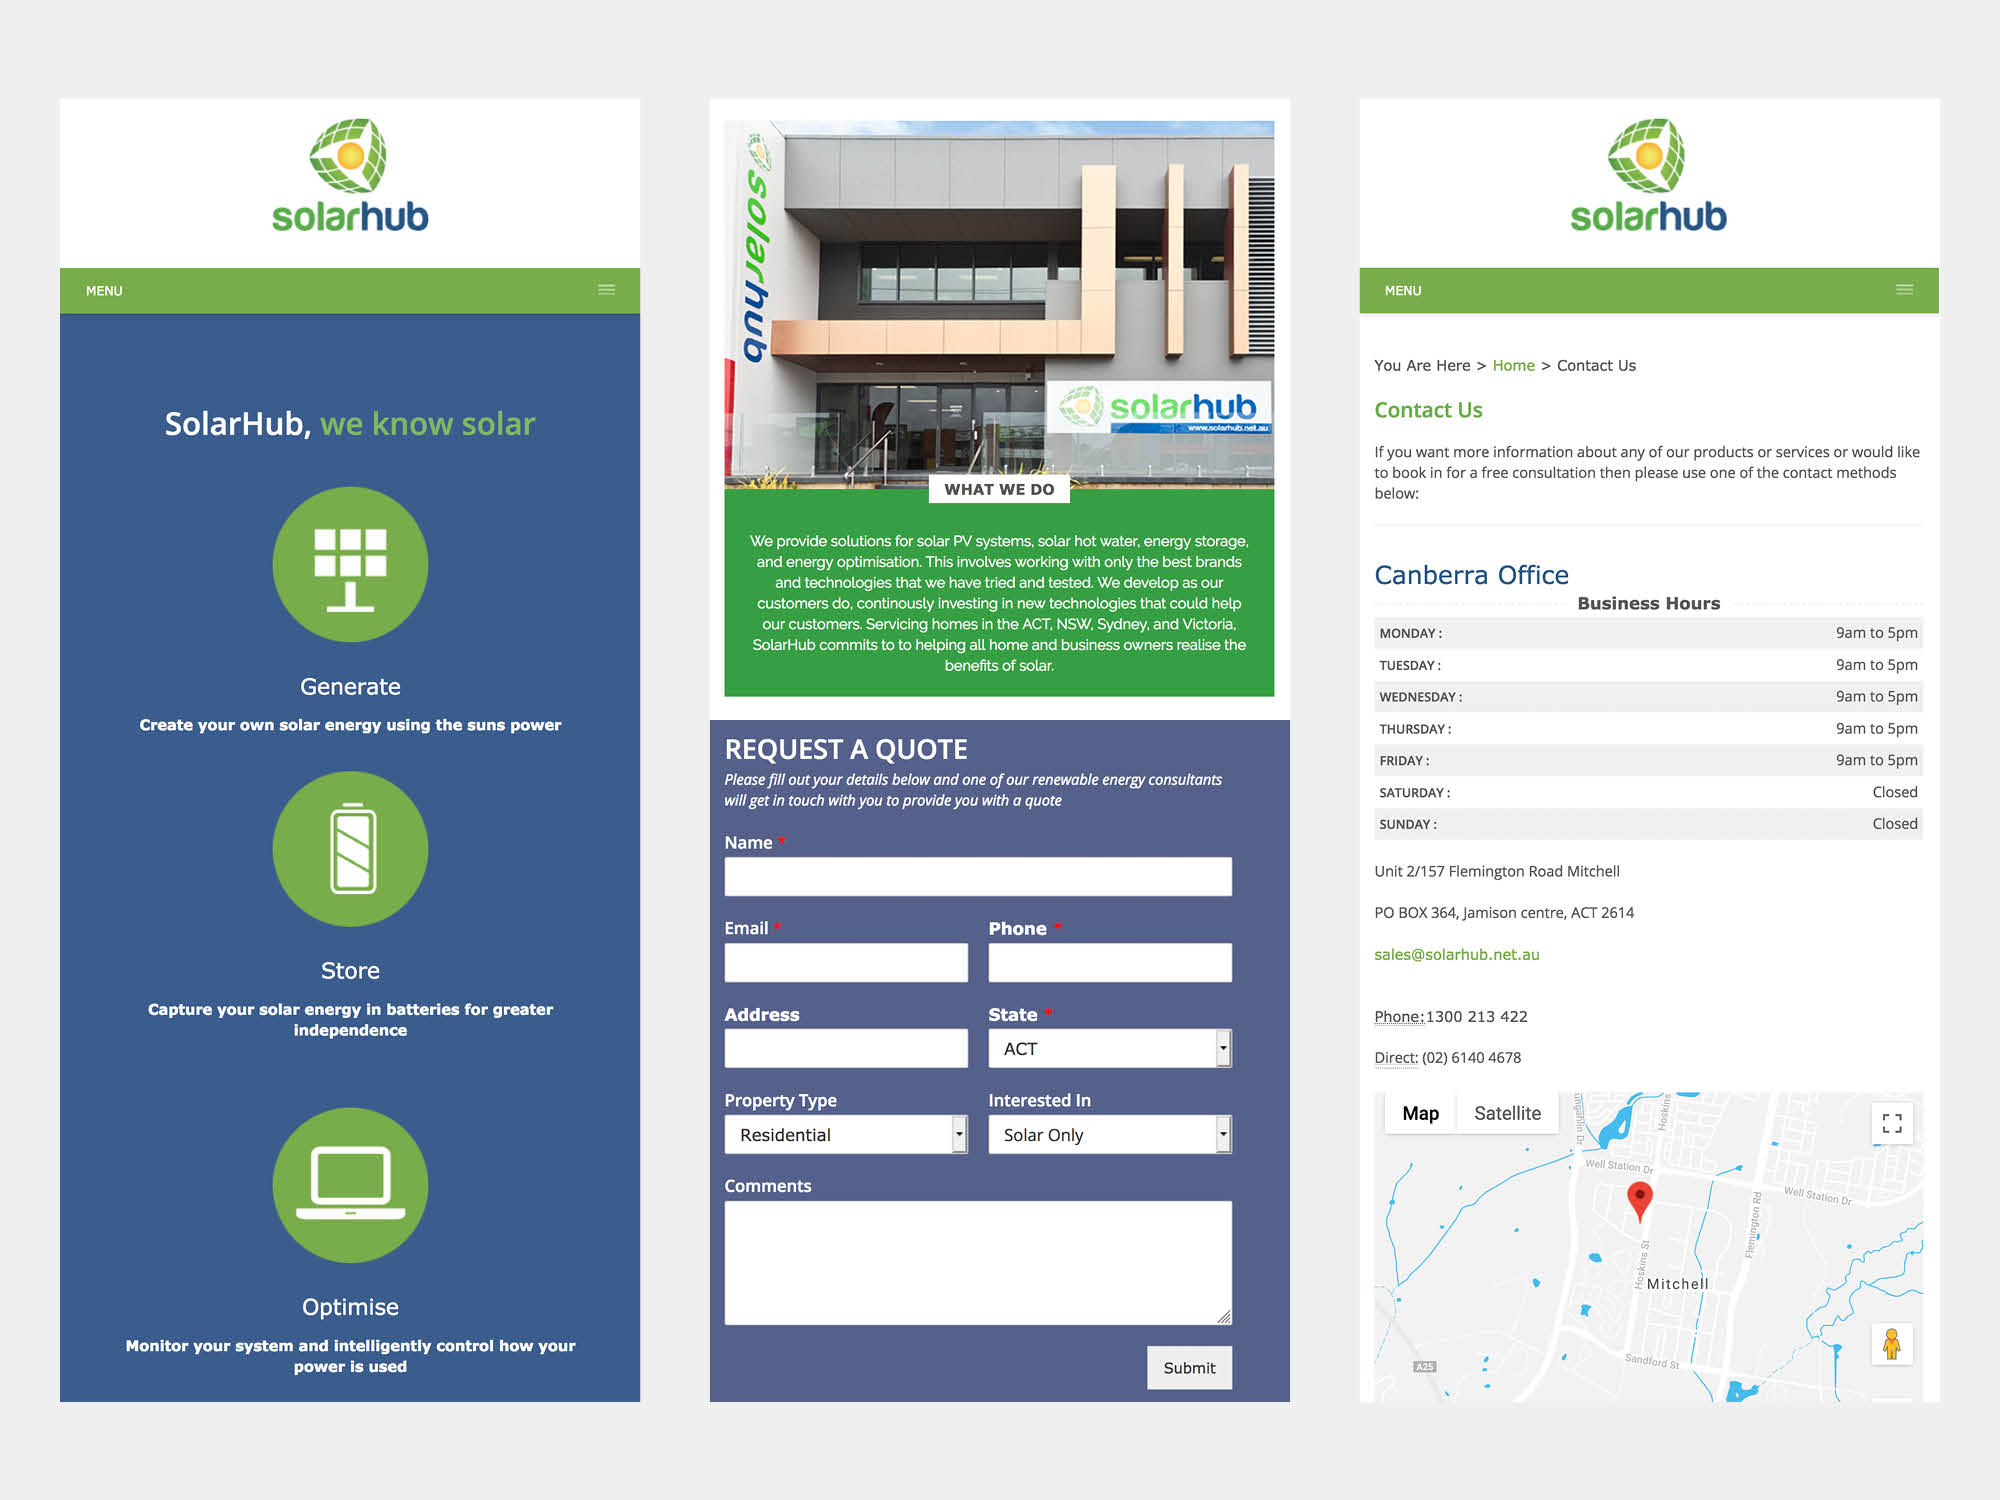 solarhub
MENU
SolarHub, we know solar
Generate
Create your own solar energy using the suns power
Store
Capture your solar energy in batteries for greater
independence
Optimise
Monitor your system and intelligently control how your
power is used
solarhub
solarhub
www.solarhub.net.au
WHAT WE DO
We provide solutions for solar PV systems, solar hot water, energy storage,
and energy optimisation. This involves working with only the best brands
and technologies that we have tried and tested. We develop as our
customers do, continously investing in new technologies that could help
our customers. Servicing homes in the ACT, NSW, Sydney, and Victoria,
SolarHub commits to to helping all home and business owners realise the
benefits of solar.
REQUEST A QUOTE
Please fill out your details below and one of our renewable energy consultants
will get in touch with you to provide you with a quote
Name *
Email * Phone *
Address State *
ACT
Property Type Interested In
Residential Solar Only
Comments
Submit
solarhub
MENU
You Are Here > Home > Contact Us
Contact Us
If you want more information about any of our products or services or would like
to book in for a free consultation then please use one of the contact methods
below:
Canberra Office
Business Hours
MONDAY : 9am to 5pm
TUESDAY : 9am to 5pm
WEDNESDAY : 9am to 5pm
THURSDAY : 9am to 5pm
FRIDAY : 9am to 5pm
SATURDAY : Closed
SUNDAY : Closed
Unit 2/157 Flemington Road Mitchell
PO BOX 364, Jamison centre, ACT 2614
sales@solarhub.net.au
Phone:1300 213 422
Direct: (02) 6140 4678
Map Satellite
Hoskins
Well Station Dr
Well Station Dr
Flemington Rd
Hoskins St
Mitchell
Sandford St
A25